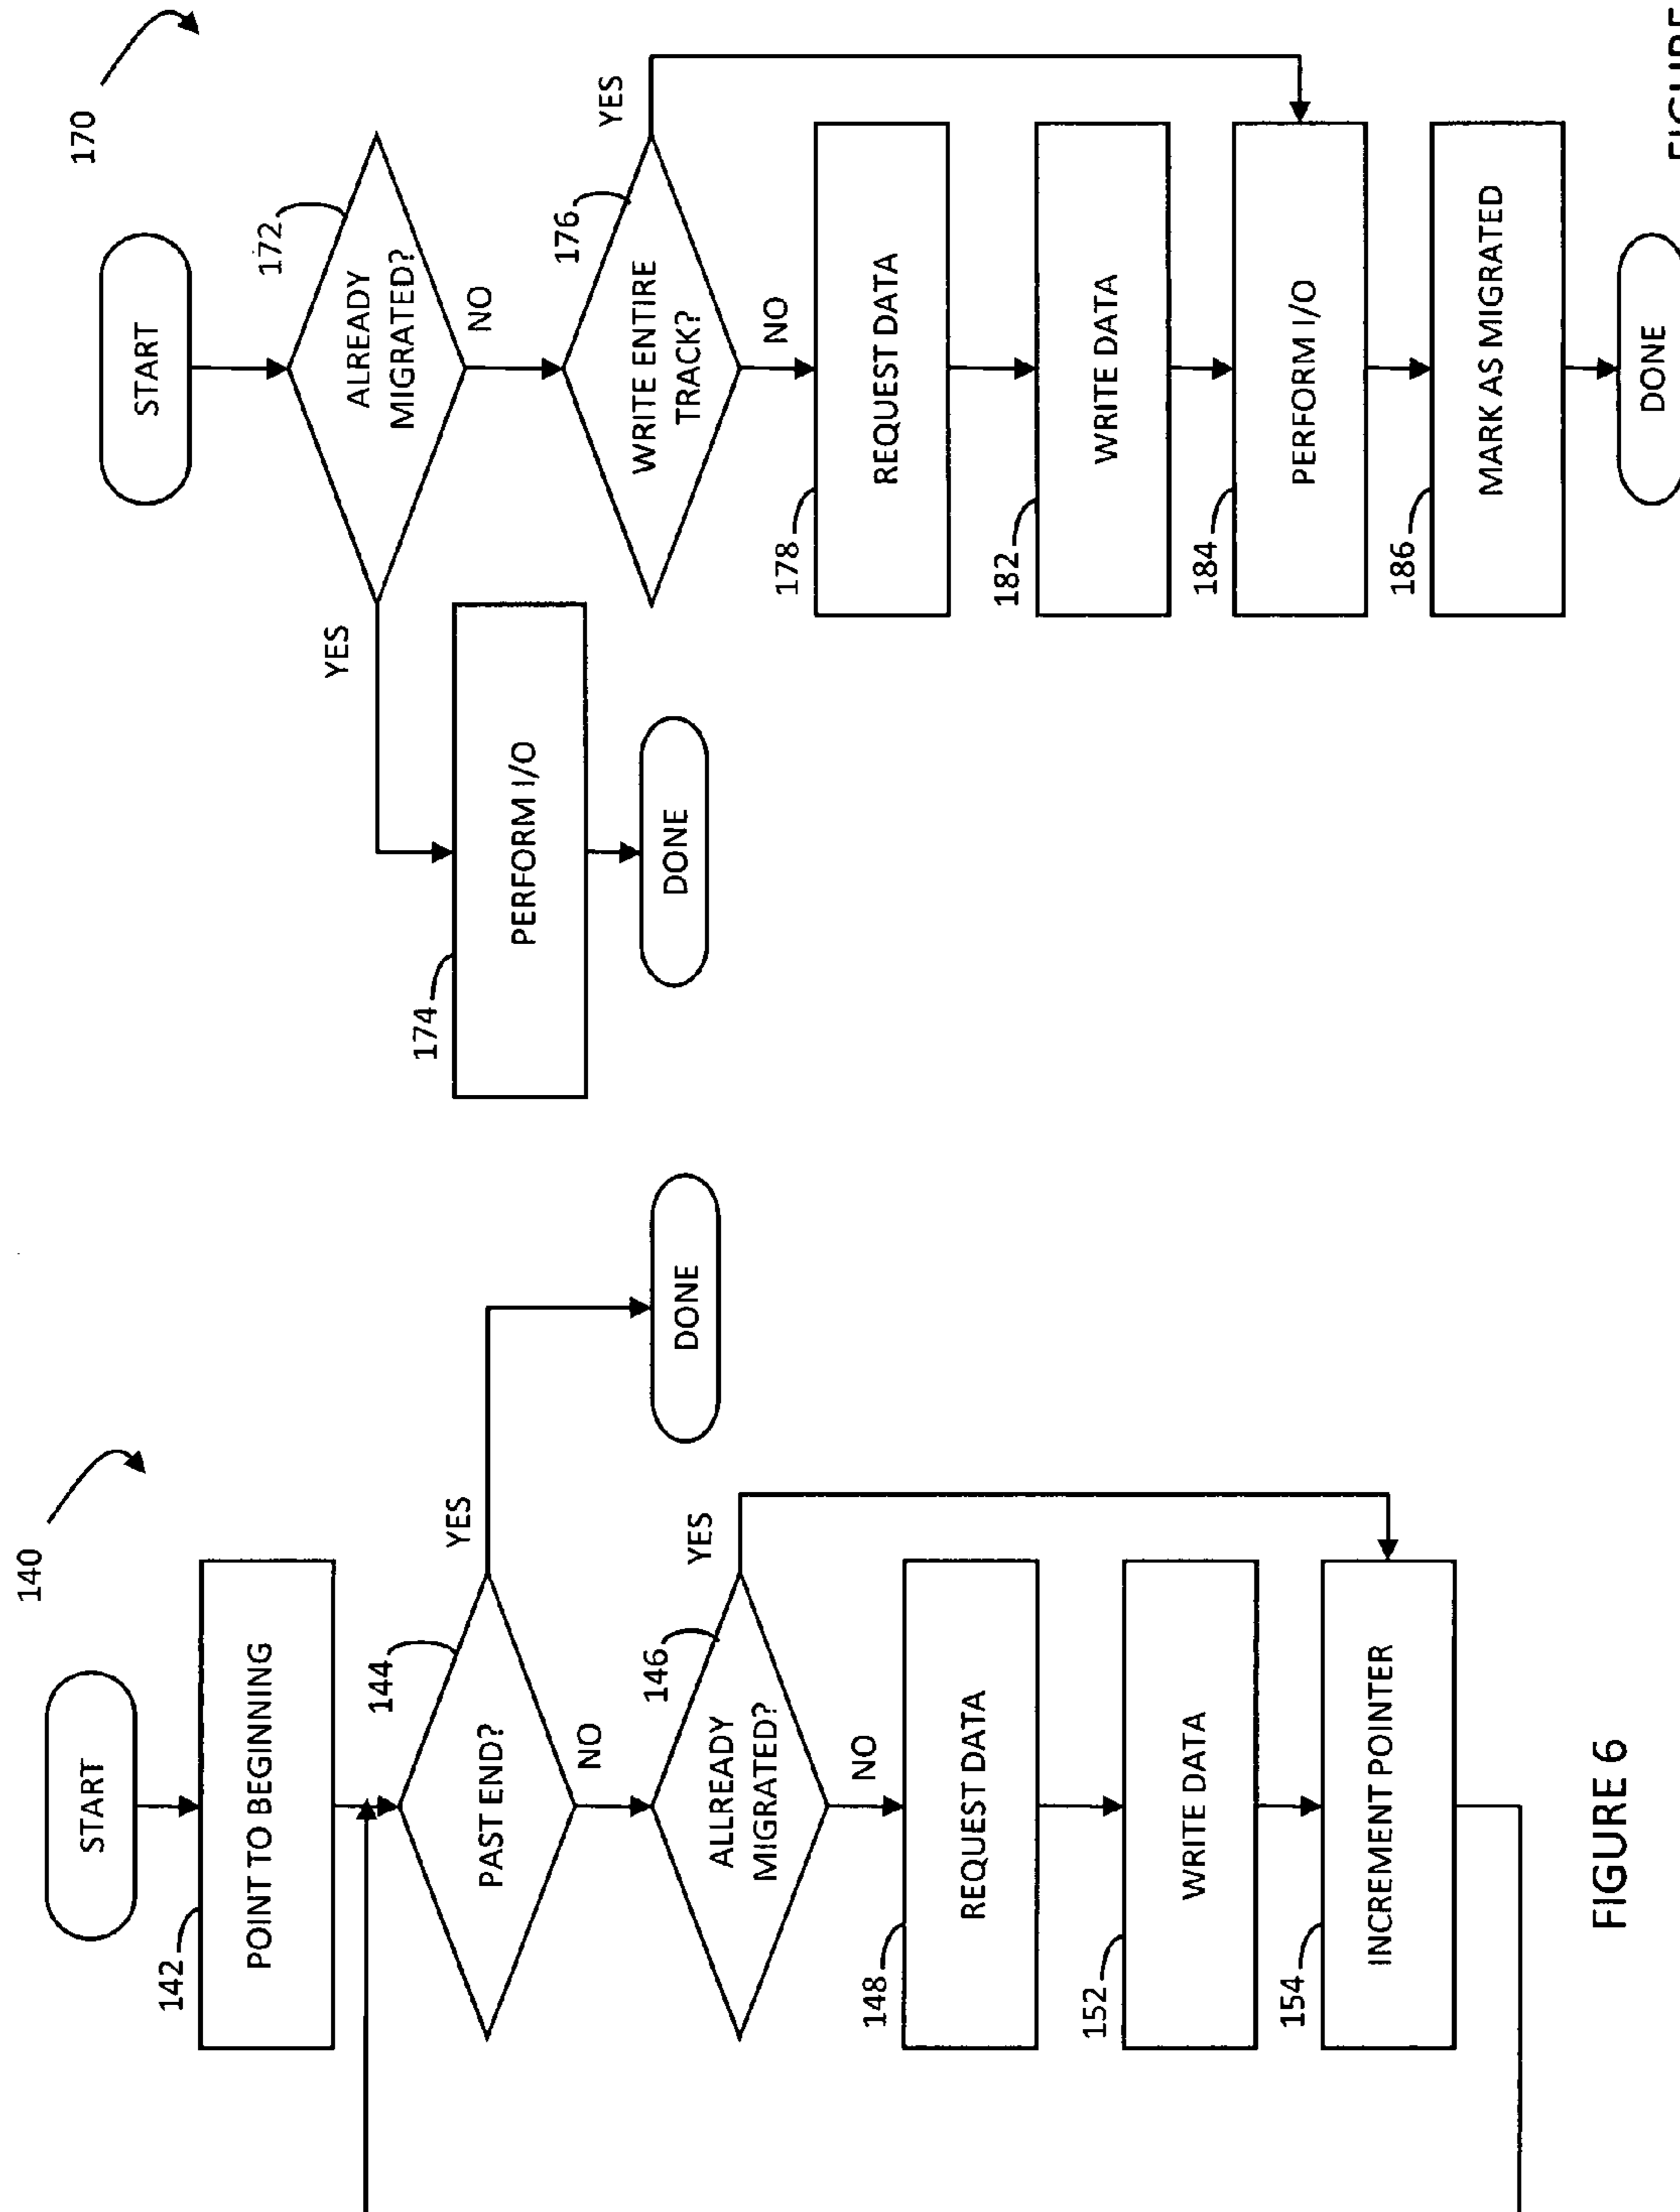 140
START
142
POINT TO BEGINNING
144
PAST END?
YES
NO
DONE
146
ALLREADY
MIGRATED?
YES
NO
148
REQUEST DATA
152
WRITE DATA
154
INCREMENT POINTER
FIGURE 6
170
START
172
ALREADY
MIGRATED?
YES
NO
174
PERFORM I/O
DONE
176
WRITE ENTIRE
TRACK?
YES
NO
178
REQUEST DATA
182
WRITE DATA
184
PERFORM I/O
186
MARK AS MIGRATED
DONE
FIGURE